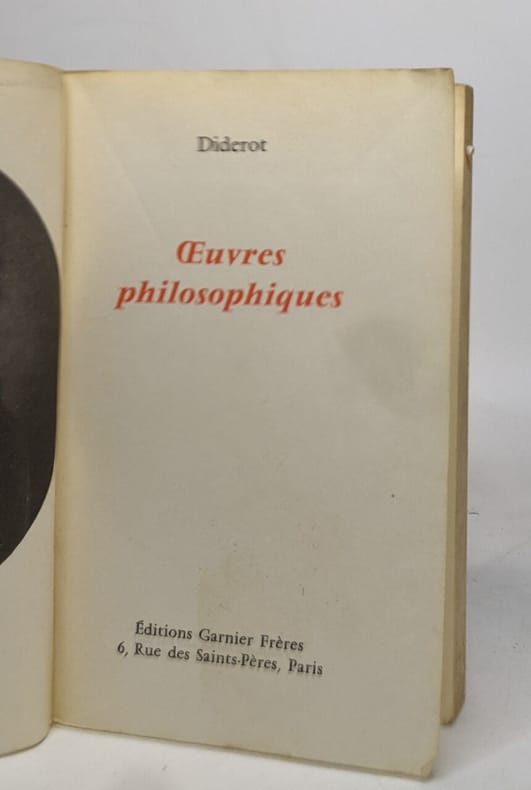 Diderot
Œuvres
philosophiques
Éditions Garnier Frères
6, Rue des Saints-Pères, Paris